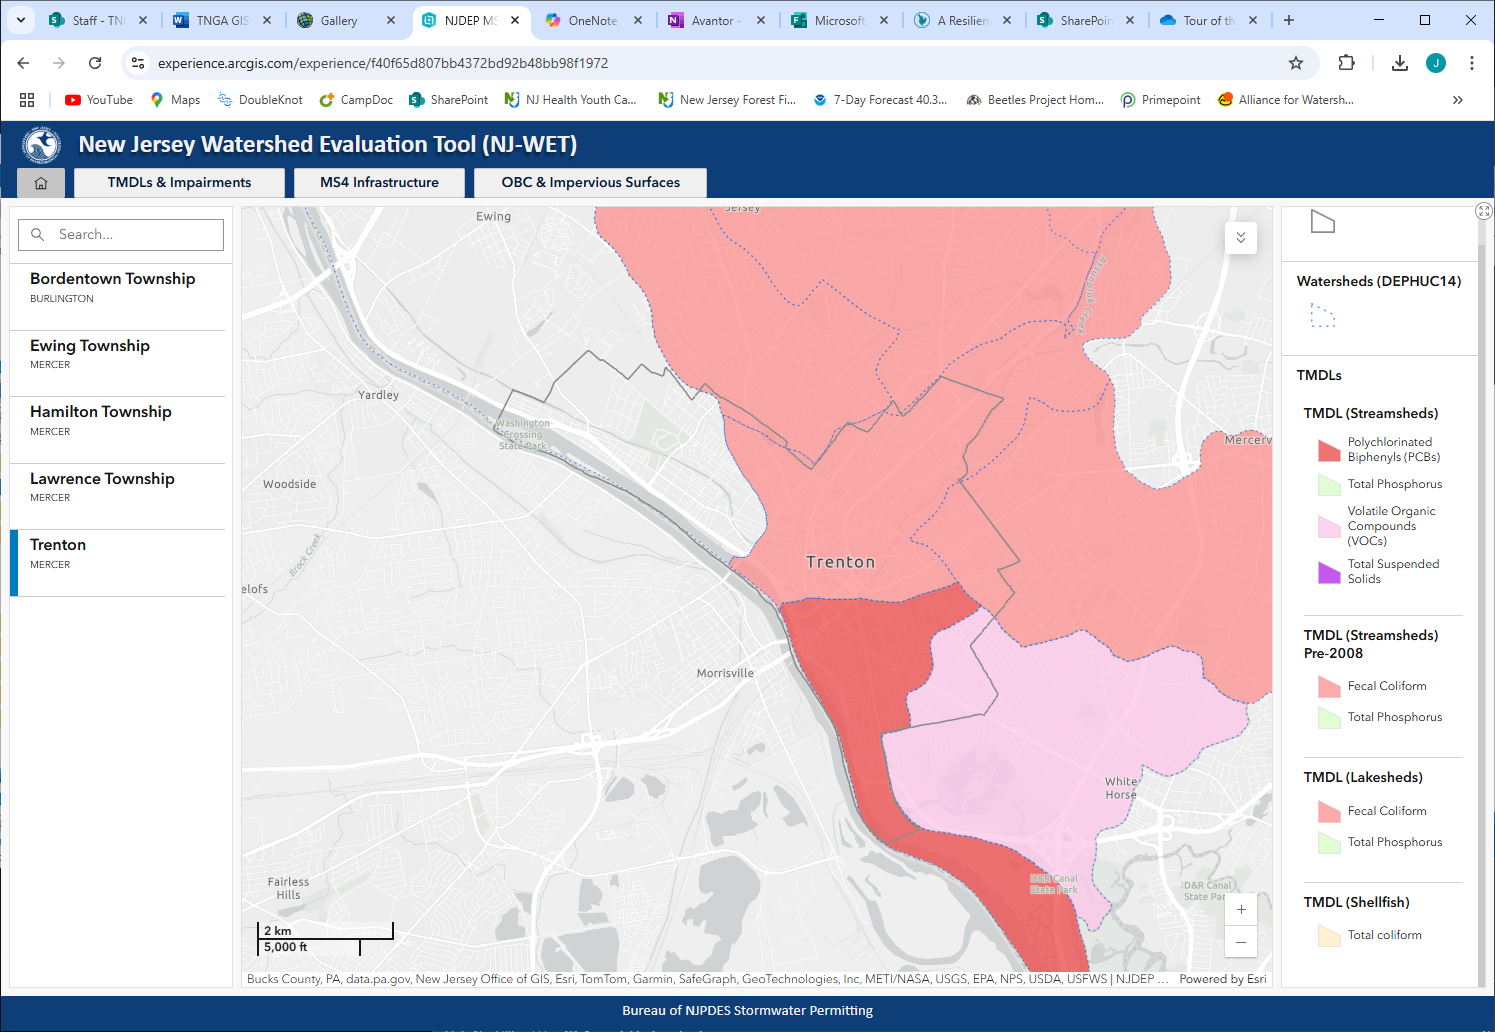 Staff - TN
TNGA GIS
Gallery
NJDEP MS
OneNote
Avantor -
Microsoft
A Resilien
SharePoin
Tour of th
experience.arcgis.com/experience/f40f65d807bb4372bd92b48bb98f1972
J
YouTube
Maps
DoubleKnot
CampDoc
SharePoint
NJ Health Youth Ca...
New Jersey Forest Fi...
7-Day Forecast 40.3...
Beetles Project Hom...
Primepoint
Alliance for Watersh...
New Jersey Watershed Evaluation Tool (NJ-WET)
TMDLs & Impairments
MS4 Infrastructure
OBC & Impervious Surfaces
Search...
Bordentown Township
BURLINGTON
Ewing Township
MERCER
Hamilton Township
MERCER
Lawrence Township
MERCER
Trenton
MERCER
Ewing
Jersey
Assunpink Creek
Yardley
Washington
Crossing
State Park
Mercerv
Woodside
Brock Creek
elofs
Trenton
Morrisville
White
Horse
Fairless
Hills
D&R Canal
State Park
D&R Canal
State Par
2 km
5,000 ft
Bucks County, PA, data.pa.gov, New Jersey Office of GIS, Esri, TomTom, Garmin, SafeGraph, GeoTechnologies, Inc, METI/NASA, USGS, EPA, NPS, USDA, USFWS | NJDEP ...
Powered by Esri
Watersheds (DEPHUC14)
TMDLs
TMDL (Streamsheds)
Polychlorinated
Biphenyls (PCBs)
Total Phosphorus
Volatile Organic
Compounds
(VOCs)
Total Suspended
Solids
TMDL (Streamsheds)
Pre-2008
Fecal Coliform
Total Phosphorus
TMDL (Lakesheds)
Fecal Coliform
Total Phosphorus
TMDL (Shellfish)
Total coliform
Bureau of NJPDES Stormwater Permitting